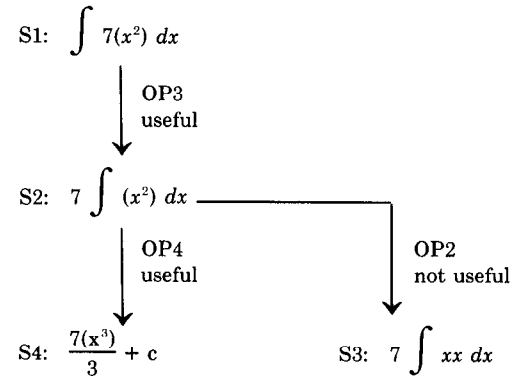 S1: ∫ 7(x²) dx
OP3
useful
S2: 7 ∫ (x²) dx
OP4
useful
OP2
not useful
S4: 7(x³)/3 + c
S3: 7 ∫ xx dx